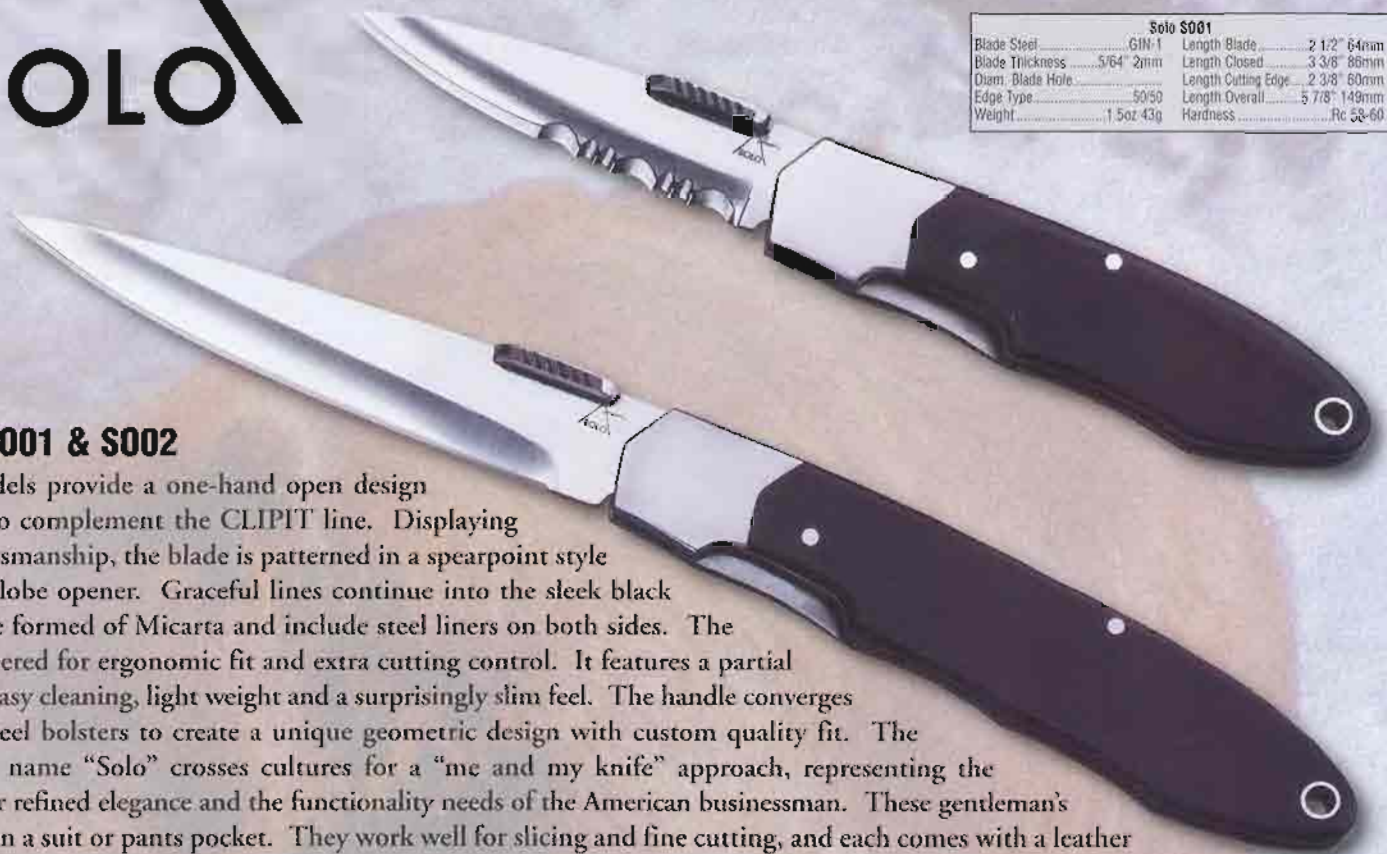 OLO
Solo S001
Blade Steel GIN-1 Length Blade 2 1/2" 64mm
Blade Thickness 5/64" 2mm Length Closed 3 3/8" 86mm
Diam. Blade Hole Length Cutting Edge 2 3/8" 60mm
Edge Type 50/50 Length Overall 5 7/8" 149mm
Weight 1.5oz 43g Hardness Rc 58-60
SOLO
SOLO
001 & S002
dels provide a one-hand open design
o complement the CLIPIT line. Displaying
smanship, the blade is patterned in a spearpoint style
lobe opener. Graceful lines continue into the sleek black
e formed of Micarta and include steel liners on both sides. The
ered for ergonomic fit and extra cutting control. It features a partial
asy cleaning, light weight and a surprisingly slim feel. The handle converges
eel bolsters to create a unique geometric design with custom quality fit. The
name “Solo” crosses cultures for a “me and my knife” approach, representing the
r refined elegance and the functionality needs of the American businessman. These gentleman's
n a suit or pants pocket. They work well for slicing and fine cutting, and each comes with a leather